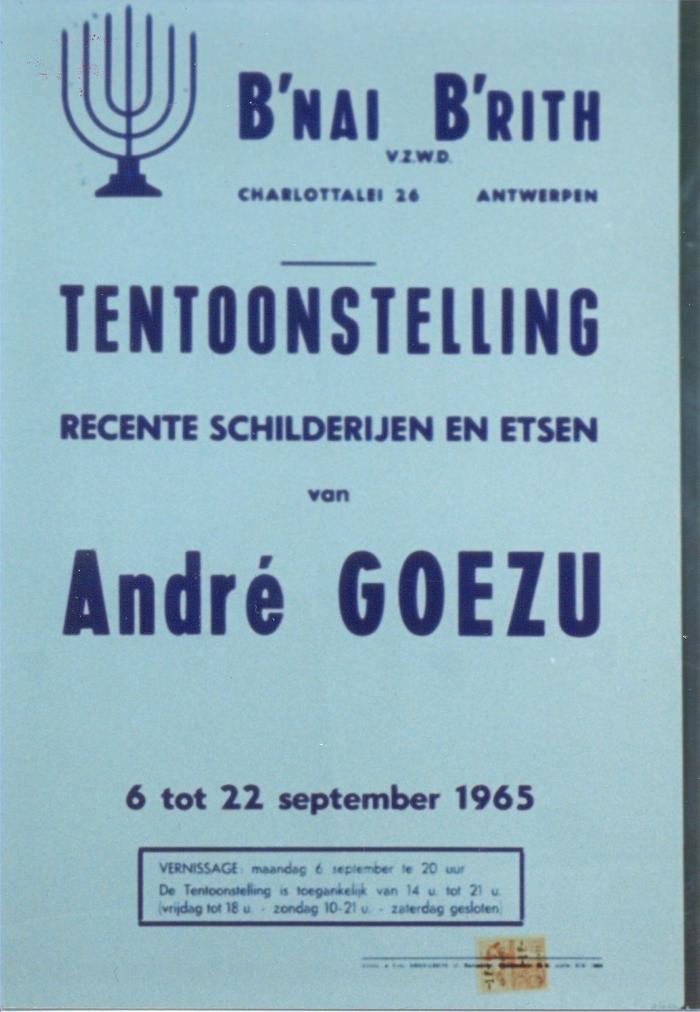 B'NAI B'RITH
V.Z.W.D.
CHARLOTTALEI 26 ANTWERPEN
TENTOONSTELLING
RECENTE SCHILDERIJEN EN ETSEN
van
André GOEZU
6 tot 22 september 1965
VERNISSAGE: maandag 6 september te 20 uur
De Tentoonstelling is toegankelijk van 14 u. tot 21 u.
(vrijdag tot 18 u. - zondag 10-21 u. - zaterdag gesloten)